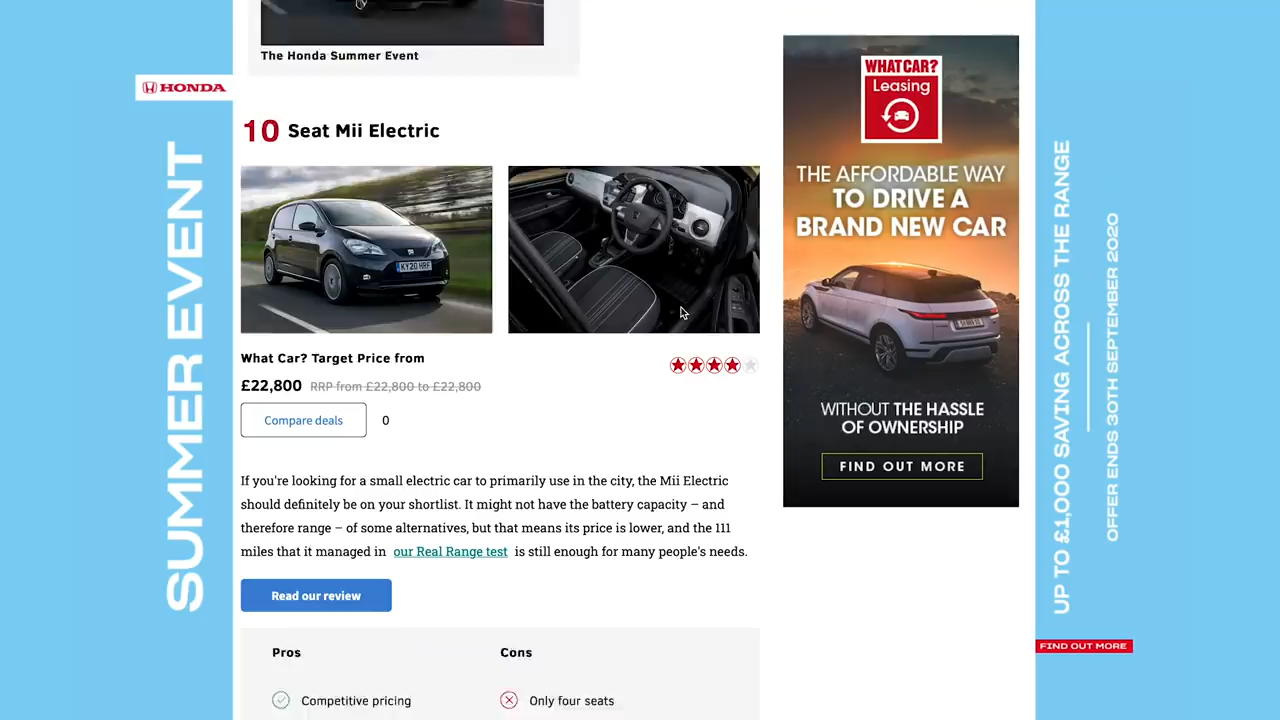 The Honda Summer Event
HONDA
SUMMER EVENT
10 Seat Mii Electric
KY20 HRF
What Car? Target Price from
£22,800 RRP from £22,800 to £22,800
Compare deals 0
If you're looking for a small electric car to primarily use in the city, the Mii Electric
should definitely be on your shortlist. It might not have the battery capacity – and
therefore range – of some alternatives, but that means its price is lower, and the 111
miles that it managed in our Real Range test is still enough for many people's needs.
Read our review
Pros
Cons
Competitive pricing
Only four seats
WHAT CAR?
Leasing
THE AFFORDABLE WAY
TO DRIVE A
BRAND NEW CAR
WITHOUT THE HASSLE
OF OWNERSHIP
FIND OUT MORE
UP TO £1,000 SAVING ACROSS THE RANGE
OFFER ENDS 30TH SEPTEMBER 2020
FIND OUT MORE